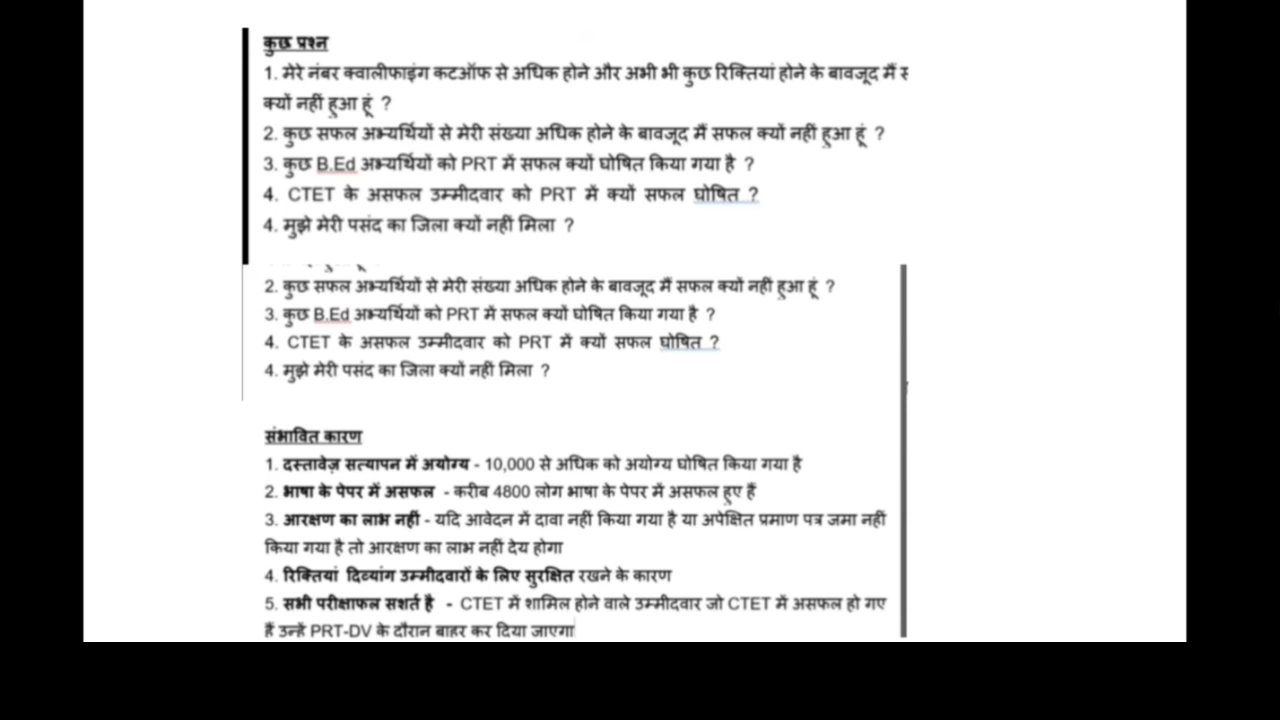 कुछ प्रश्न
1. मेरे नंबर क्वालीफाइंग कटऑफ से अधिक होने और अभी भी कुछ रिक्तियां होने के बावजूद मैं
क्यों नहीं हुआ हूं ?
2. कुछ सफल अभ्यर्थियों से मेरी संख्या अधिक होने के बावजूद मैं सफल क्यों नहीं हुआ हूं ?
3. कुछ B.Ed अभ्यर्थियों को PRT में सफल क्यों घोषित किया गया है ?
4. CTET के असफल उम्मीदवार को PRT में क्यों सफल घोषित ?
4. मुझे मेरी पसंद का जिला क्यों नहीं मिला ?
2. कुछ सफल अभ्यर्थियों से मेरी संख्या अधिक होने के बावजूद मैं सफल क्यों नहीं हुआ हूं ?
3. कुछ B.Ed अभ्यर्थियों को PRT में सफल क्यों घोषित किया गया है ?
4. CTET के असफल उम्मीदवार को PRT में क्यों सफल घोषित ?
4. मुझे मेरी पसंद का जिला क्यों नहीं मिला ?
संभावित कारण
1. दस्तावेज़ सत्यापन में अयोग्य - 10,000 से अधिक को अयोग्य घोषित किया गया है
2. भाषा के पेपर में असफल - करीब 4800 लोग भाषा के पेपर में असफल हुए हैं
3. आरक्षण का लाभ नहीं - यदि आवेदन में दावा नहीं किया गया है या अपेक्षित प्रमाण पत्र जमा नहीं
किया गया है तो आरक्षण का लाभ नहीं देय होगा
4. रिक्तियां दिव्यांग उम्मीदवारों के लिए सुरक्षित रखने के कारण
5. सभी परीक्षाफल सशर्त है - CTET में शामिल होने वाले उम्मीदवार जो CTET में असफल हो गए
हैं उन्हें PRT-DV के दौरान बाहर कर दिया जाएगा